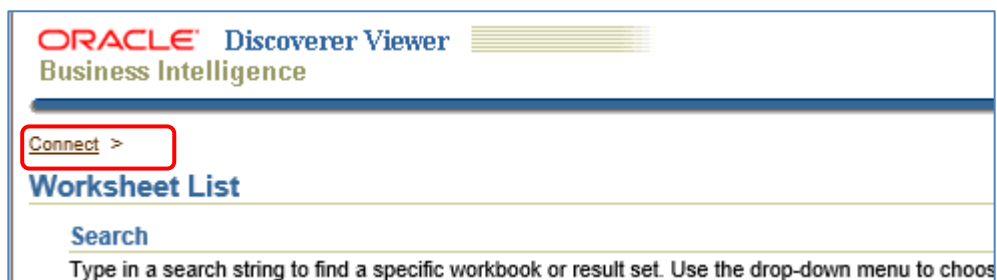 ORACLE Discoverer Viewer
Business Intelligence
Connect >
Worksheet List
Search
Type in a search string to find a specific workbook or result set. Use the drop-down menu to choos